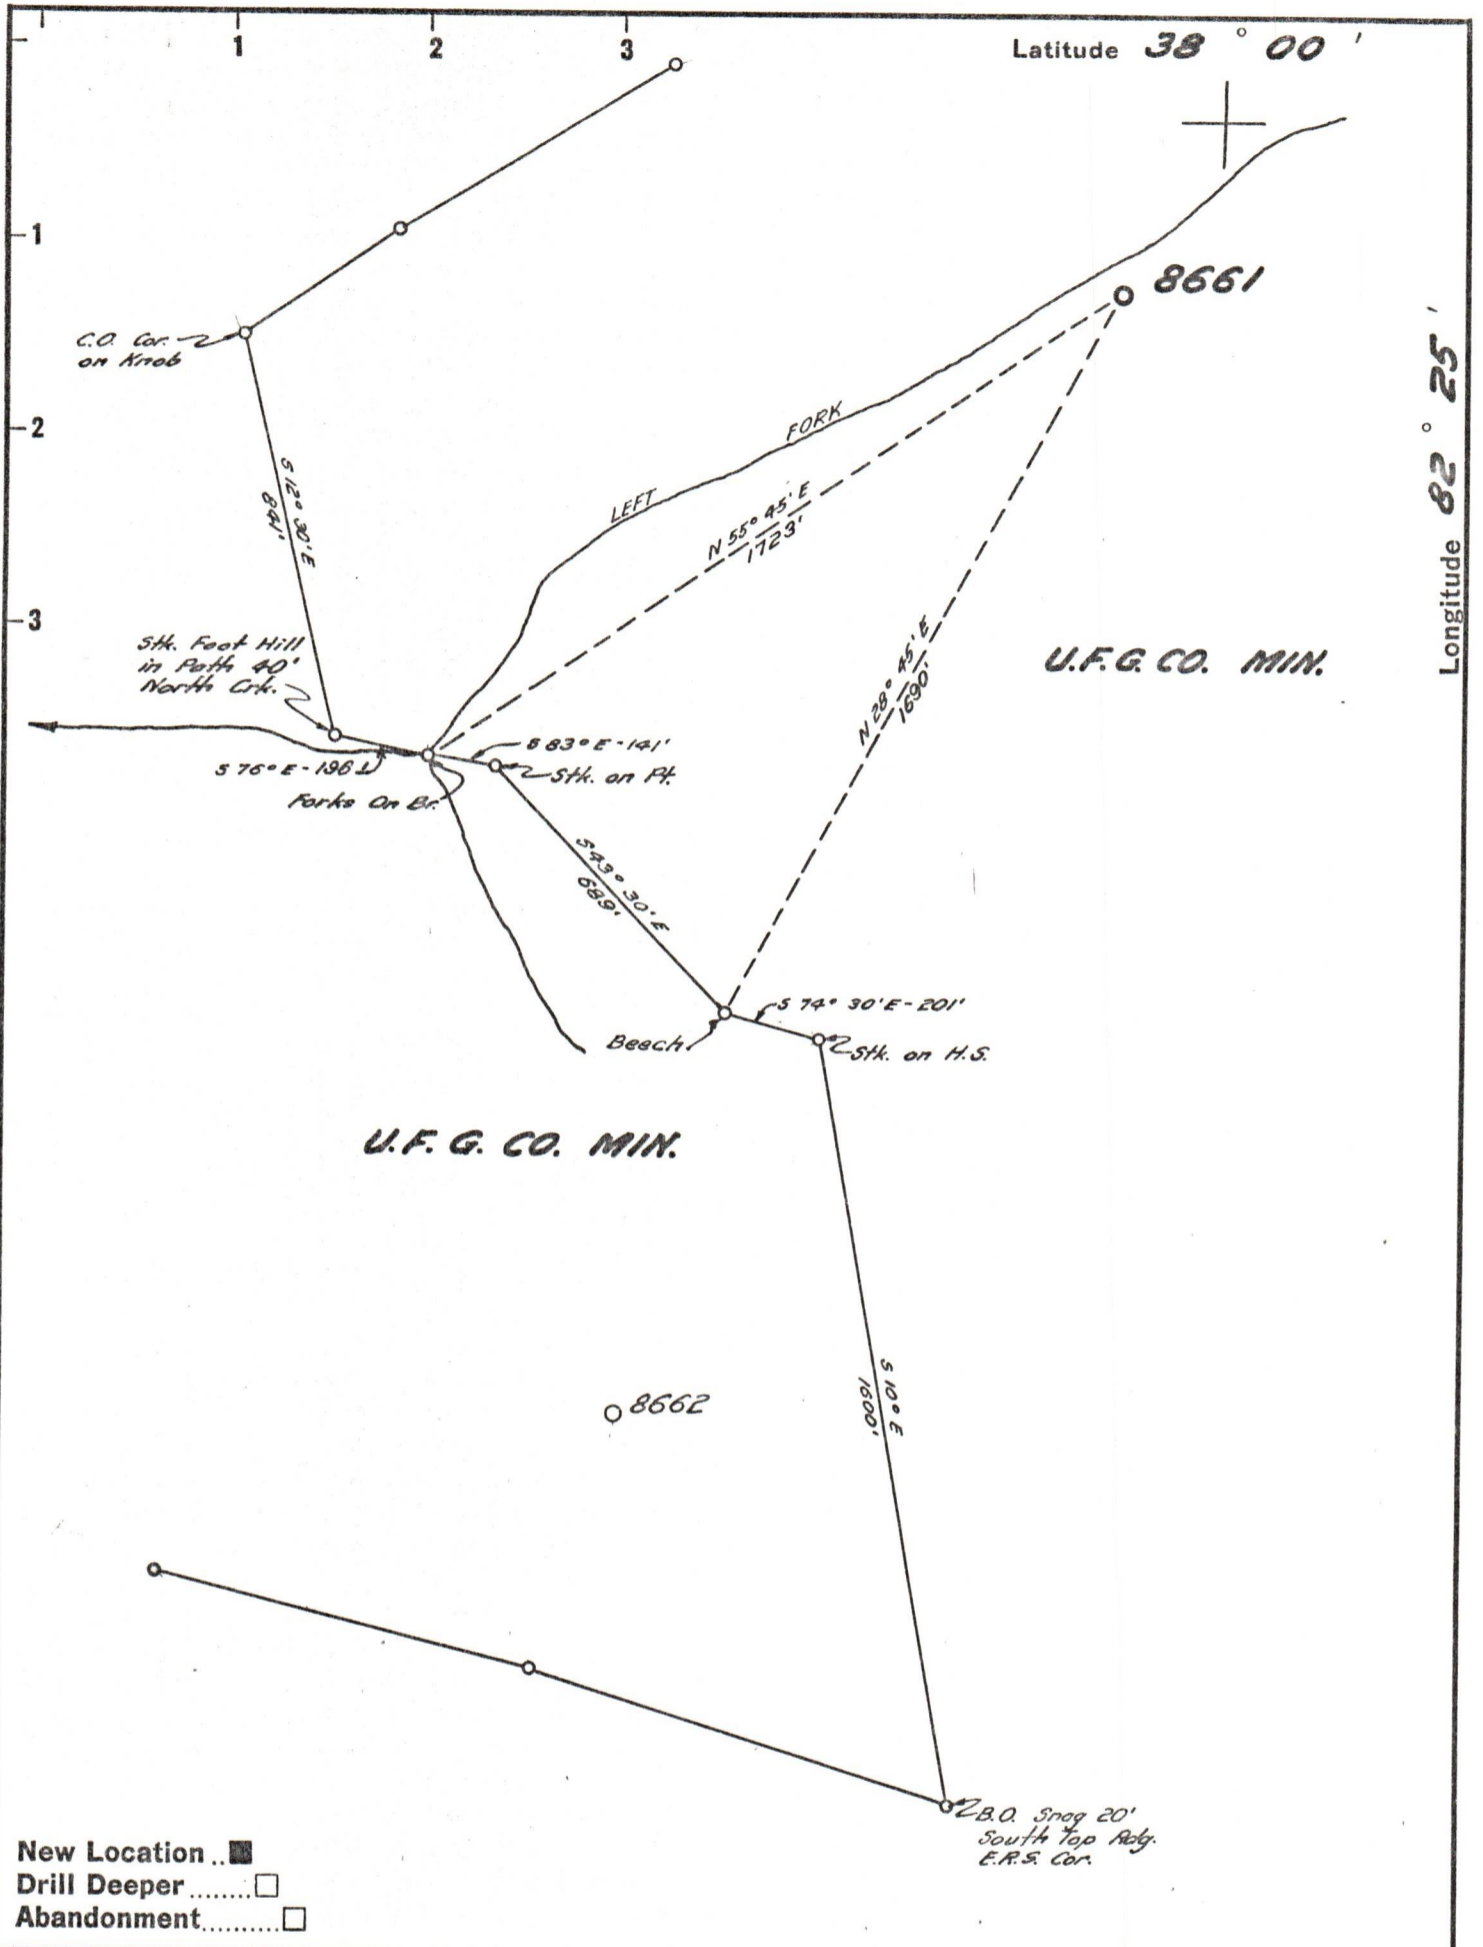 1 2 3
Latitude 38° 00'
1
8661
C.O. Cor.
on Knob
Longitude 82° 25'
2
FORK
LEFT
S 12° 30' E
841'
N 55° 45' E
1723'
3
Stk. Foot Hill
in Path 40'
North Crk.
N 28° 45' E
1690'
U.F.G. CO. MIN.
S 83° E - 141'
S 76° E - 196'
Stk. on Pt.
Forks On Br.
S 43° 30' E
689'
S 74° 30' E - 201'
Beech
Stk. on H.S.
U.F.G. CO. MIN.
S 10° E
1600'
8662
B.O. Snag 20'
South Top Rdg.
E.R.S. Cor.
New Location .. ■
Drill Deeper ........ □
Abandonment .......... □